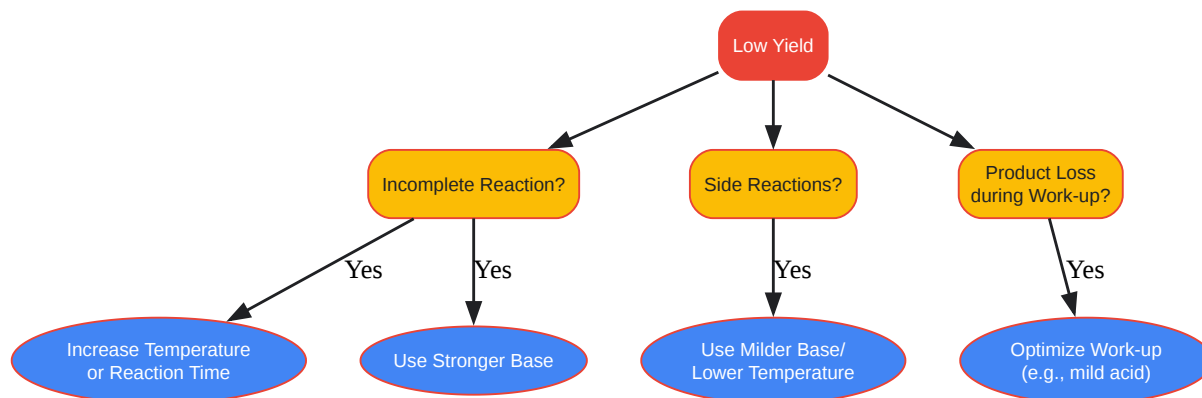 Low Yield
Incomplete Reaction?
Side Reactions?
Product Loss
during Work-up?
Yes
Yes
Yes
Yes
Increase Temperature
or Reaction Time
Use Stronger Base
Use Milder Base/
Lower Temperature
Optimize Work-up
(e.g., mild acid)